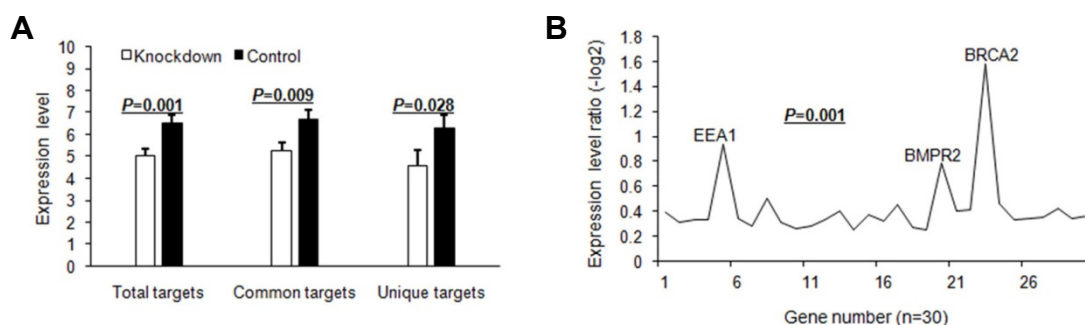 A
Expression level
10
9
8
7
6
5
4
3
2
1
0
Knockdown Control
P=0.001
P=0.009
P=0.028
Total targets Common targets Unique targets
B
Expression level ratio (-log2)
1.8
1.6
1.4
1.2
1
0.8
0.6
0.4
0.2
0
BRCA2
P=0.001
EEA1
BMPR2
1 6 11 16 21 26
Gene number (n=30)